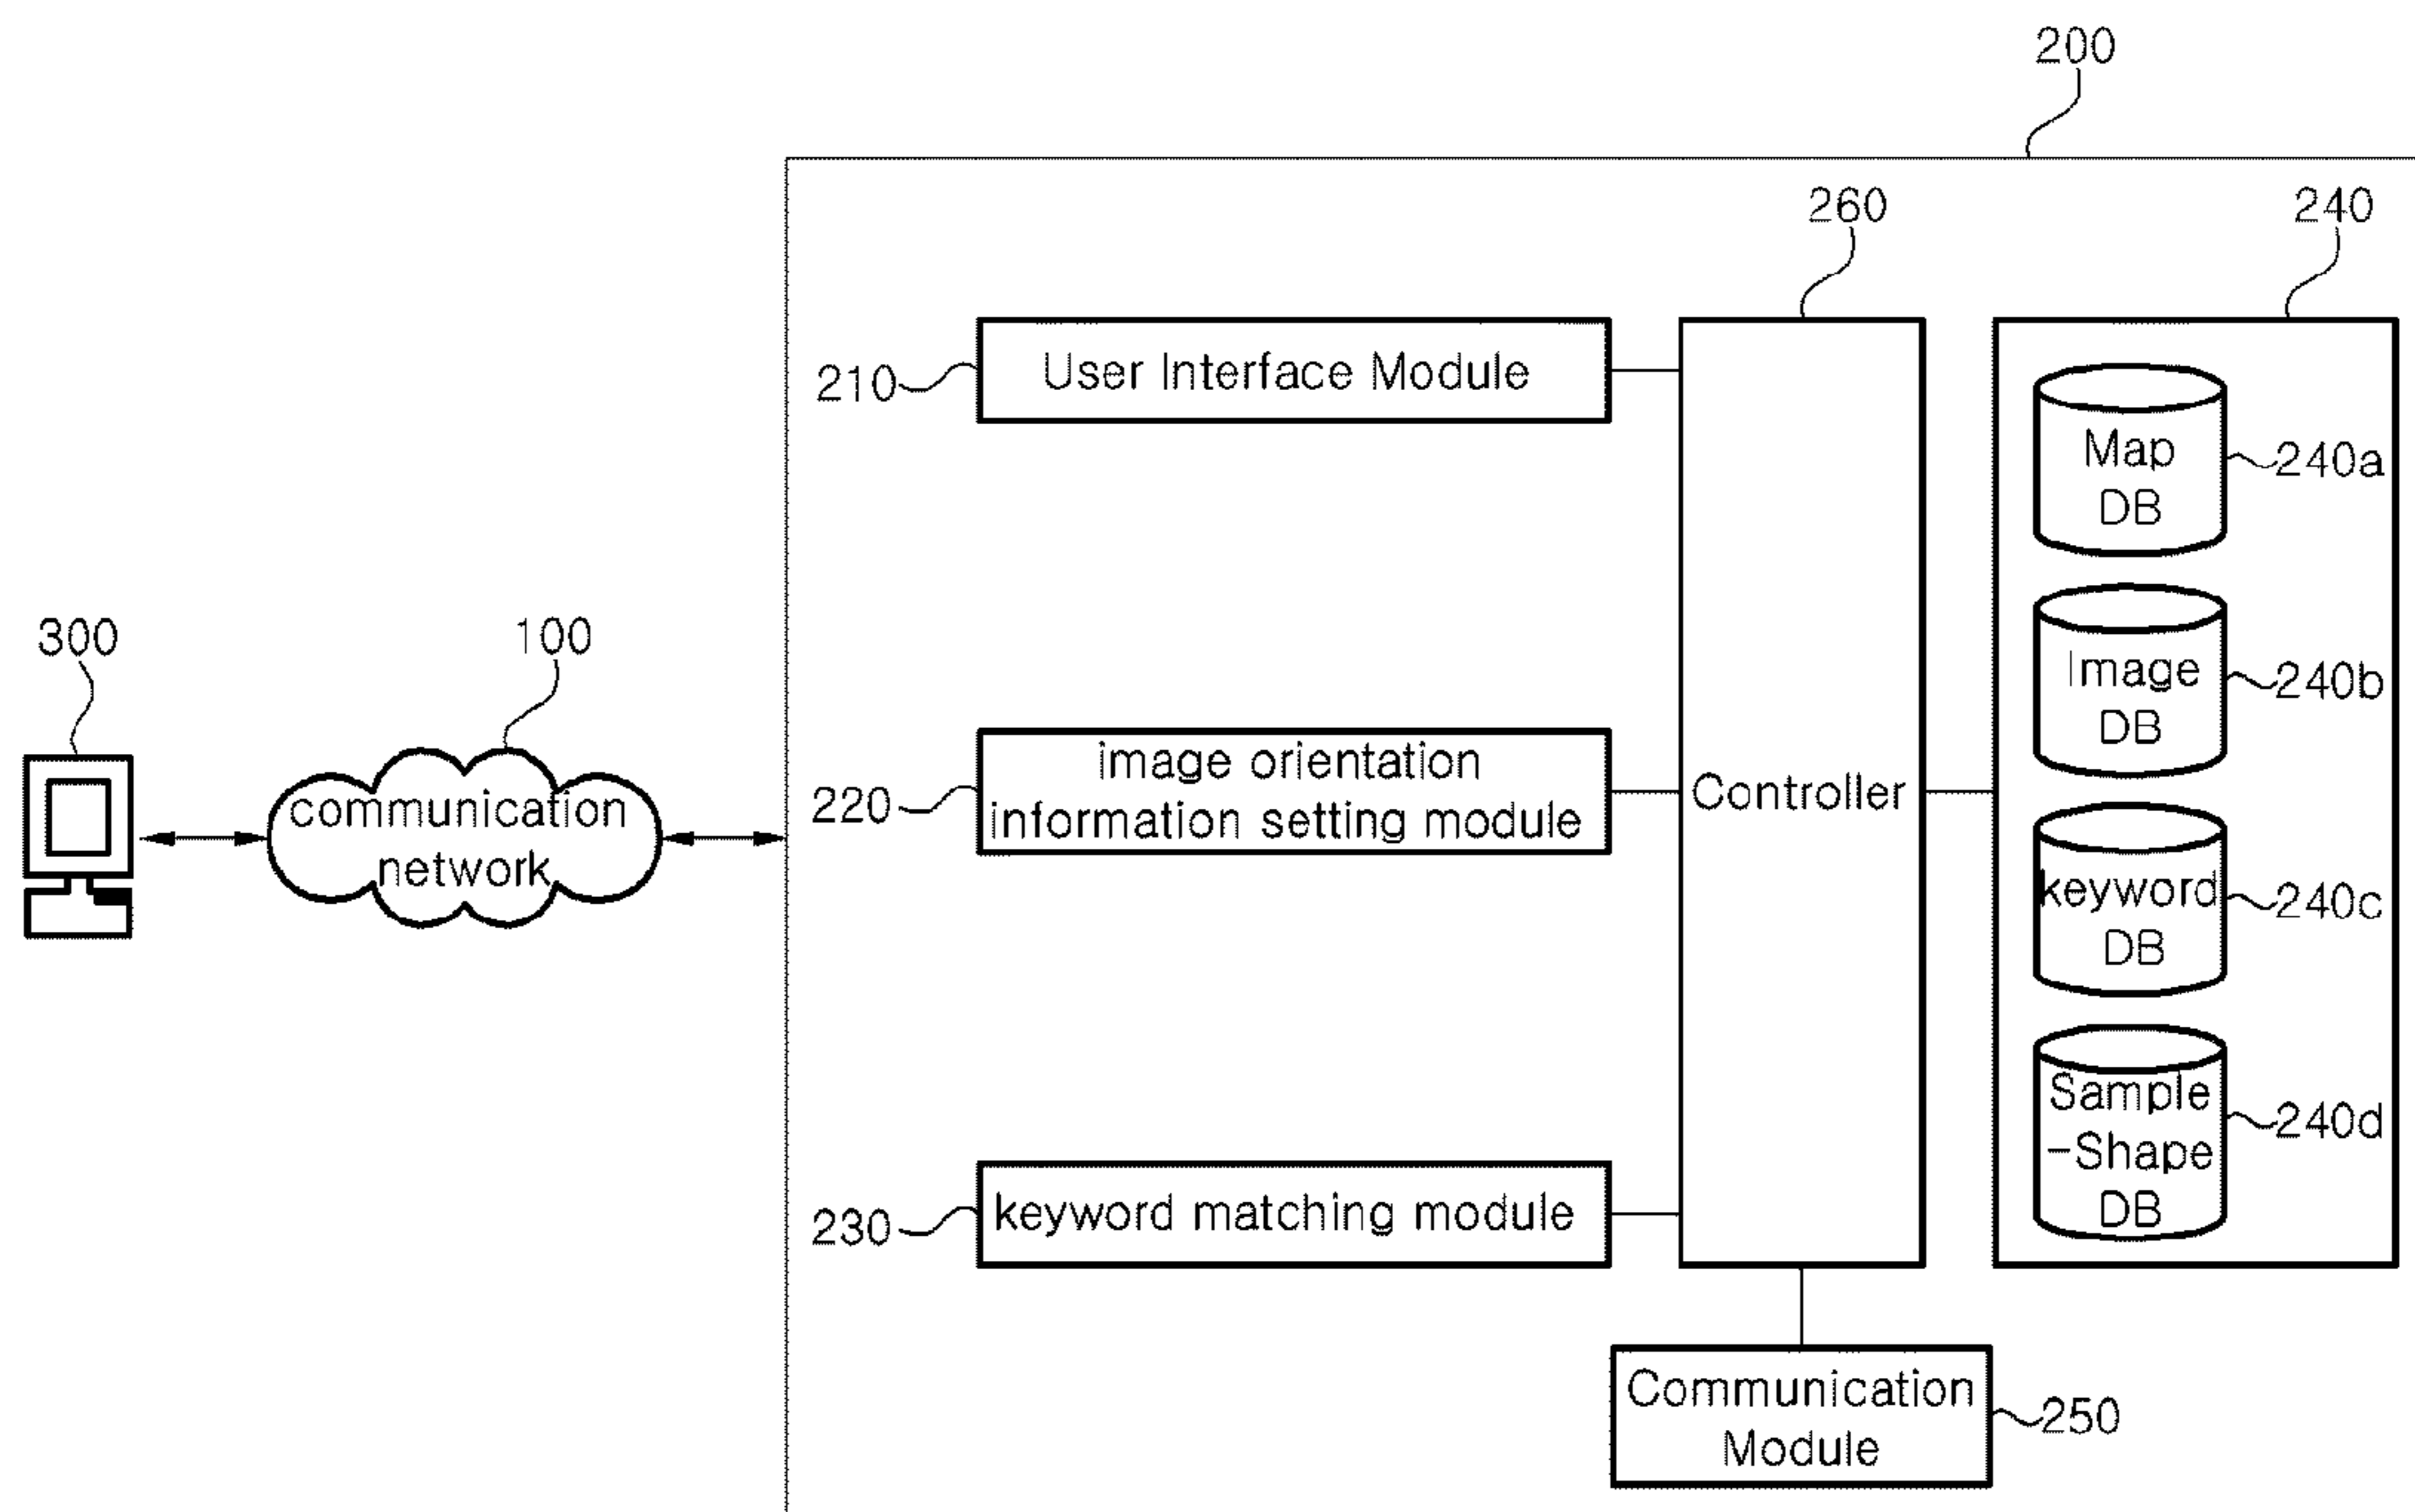 200
260
240
User Interface Module
210
Map
DB
240a
Image
DB
240b
300
100
communication
network
220
image orientation
information setting module
Controller
keyword
DB
240c
Sample
-Shape
DB
240d
230
keyword matching module
Communication
Module
250